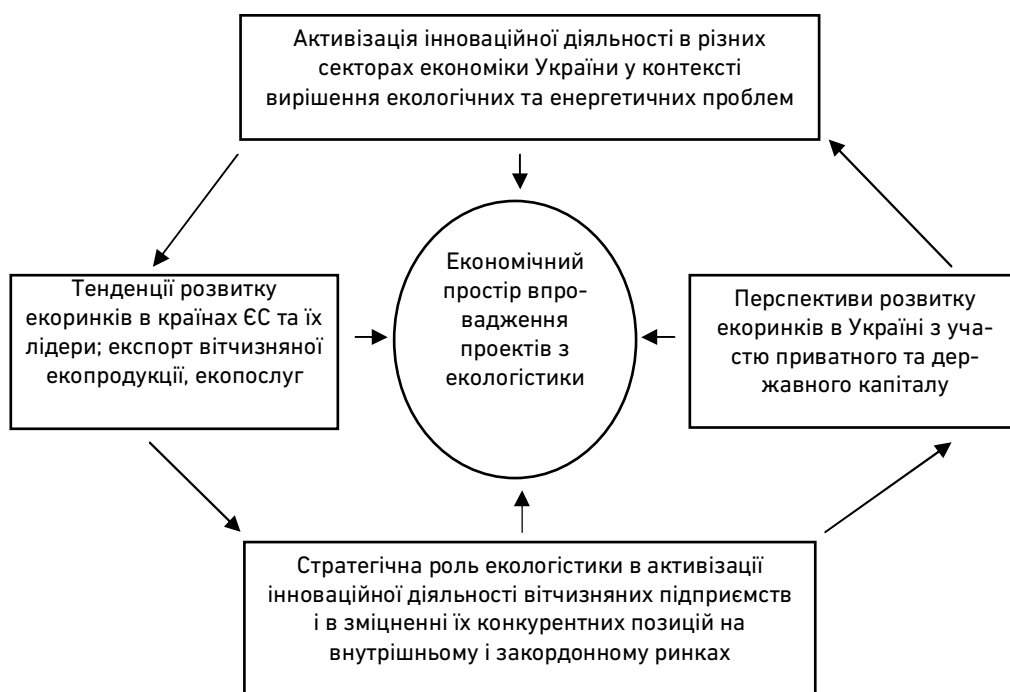 Активізація інноваційної діяльності в різних
секторах економіки України у контексті
вирішення екологічних та енергетичних проблем
Тенденції розвитку
екоринків в країнах ЄС та їх
лідери; експорт вітчизняної
екопродукції, екопослуг
Економічний
простір впро-
вадження
проектів з
екологістики
Перспективи розвитку
екоринків в Україні з уча-
стю приватного та дер-
жавного капіталу
Стратегічна роль екологістики в активізації
інноваційної діяльності вітчизняних підприємств
і в зміцненні їх конкурентних позицій на
внутрішньому і закордонному ринках